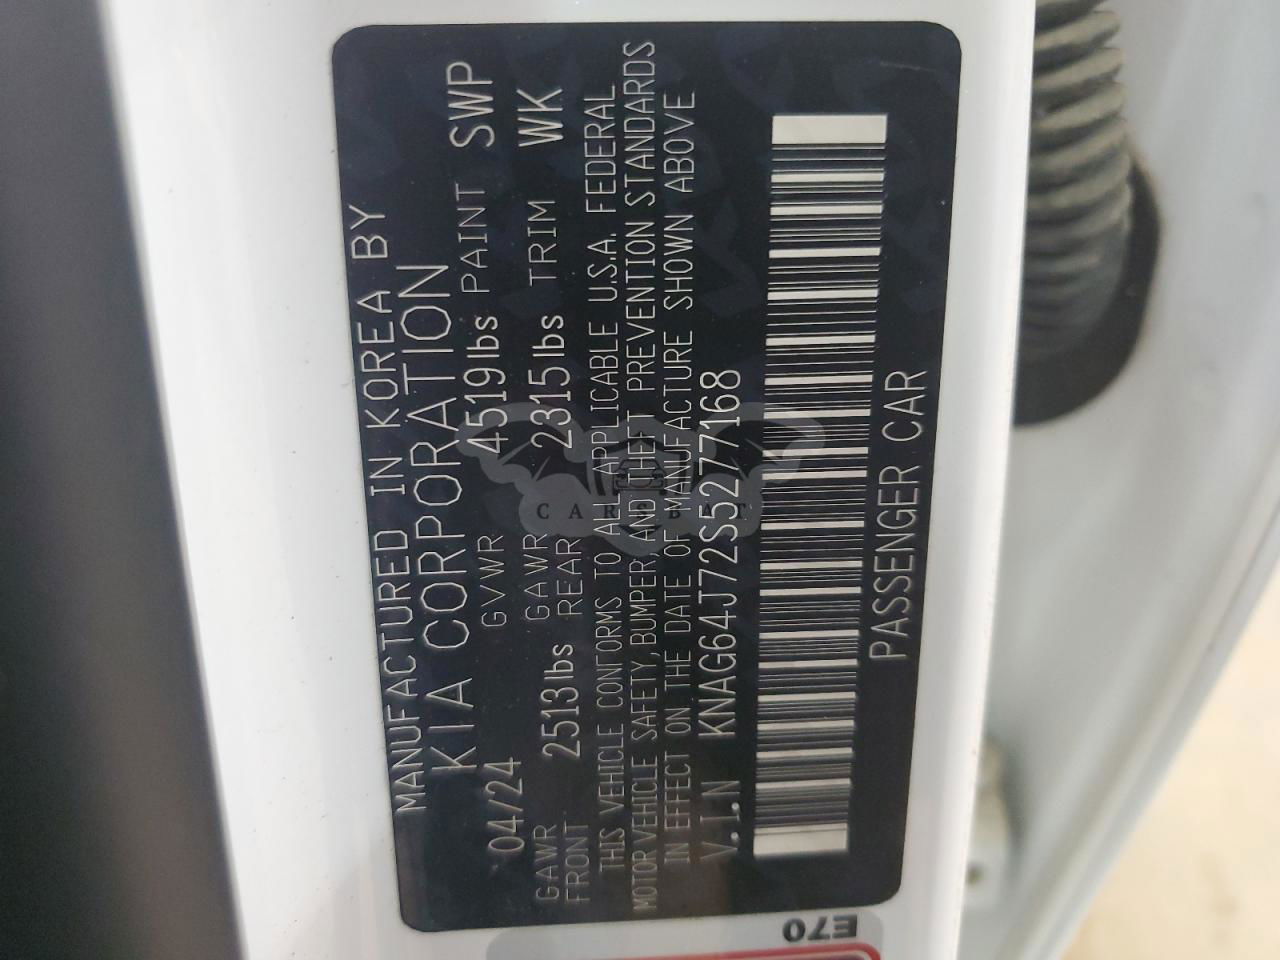 MANUFACTURED IN KOREA BY
KIA CORPORATION
04/24 GVWR 4519lbs PAINT SWP
GAWR FRONT 2513lbs GAWR REAR 2315lbs TRIM WK
THIS VEHICLE CONFORMS TO ALL APPLICABLE U.S.A. FEDERAL
MOTOR VEHICLE SAFETY, BUMPER AND THEFT PREVENTION STANDARDS
IN EFFECT ON THE DATE OF MANUFACTURE SHOWN ABOVE
V.I.N KNAG64J72S5277168
PASSENGER CAR
E70
CARSBAT